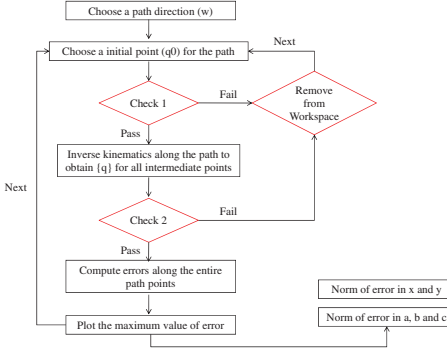 Choose a path direction (w)
Choose a initial point (q0) for the path
Next
Check 1
Fail
Remove
from
Workspace
Pass
Inverse kinematics along the path to
obtain {q} for all intermediate points
Next
Check 2
Fail
Pass
Compute errors along the entire
path points
Norm of error in x and y
Plot the maximum value of error
Norm of error in a, b and c